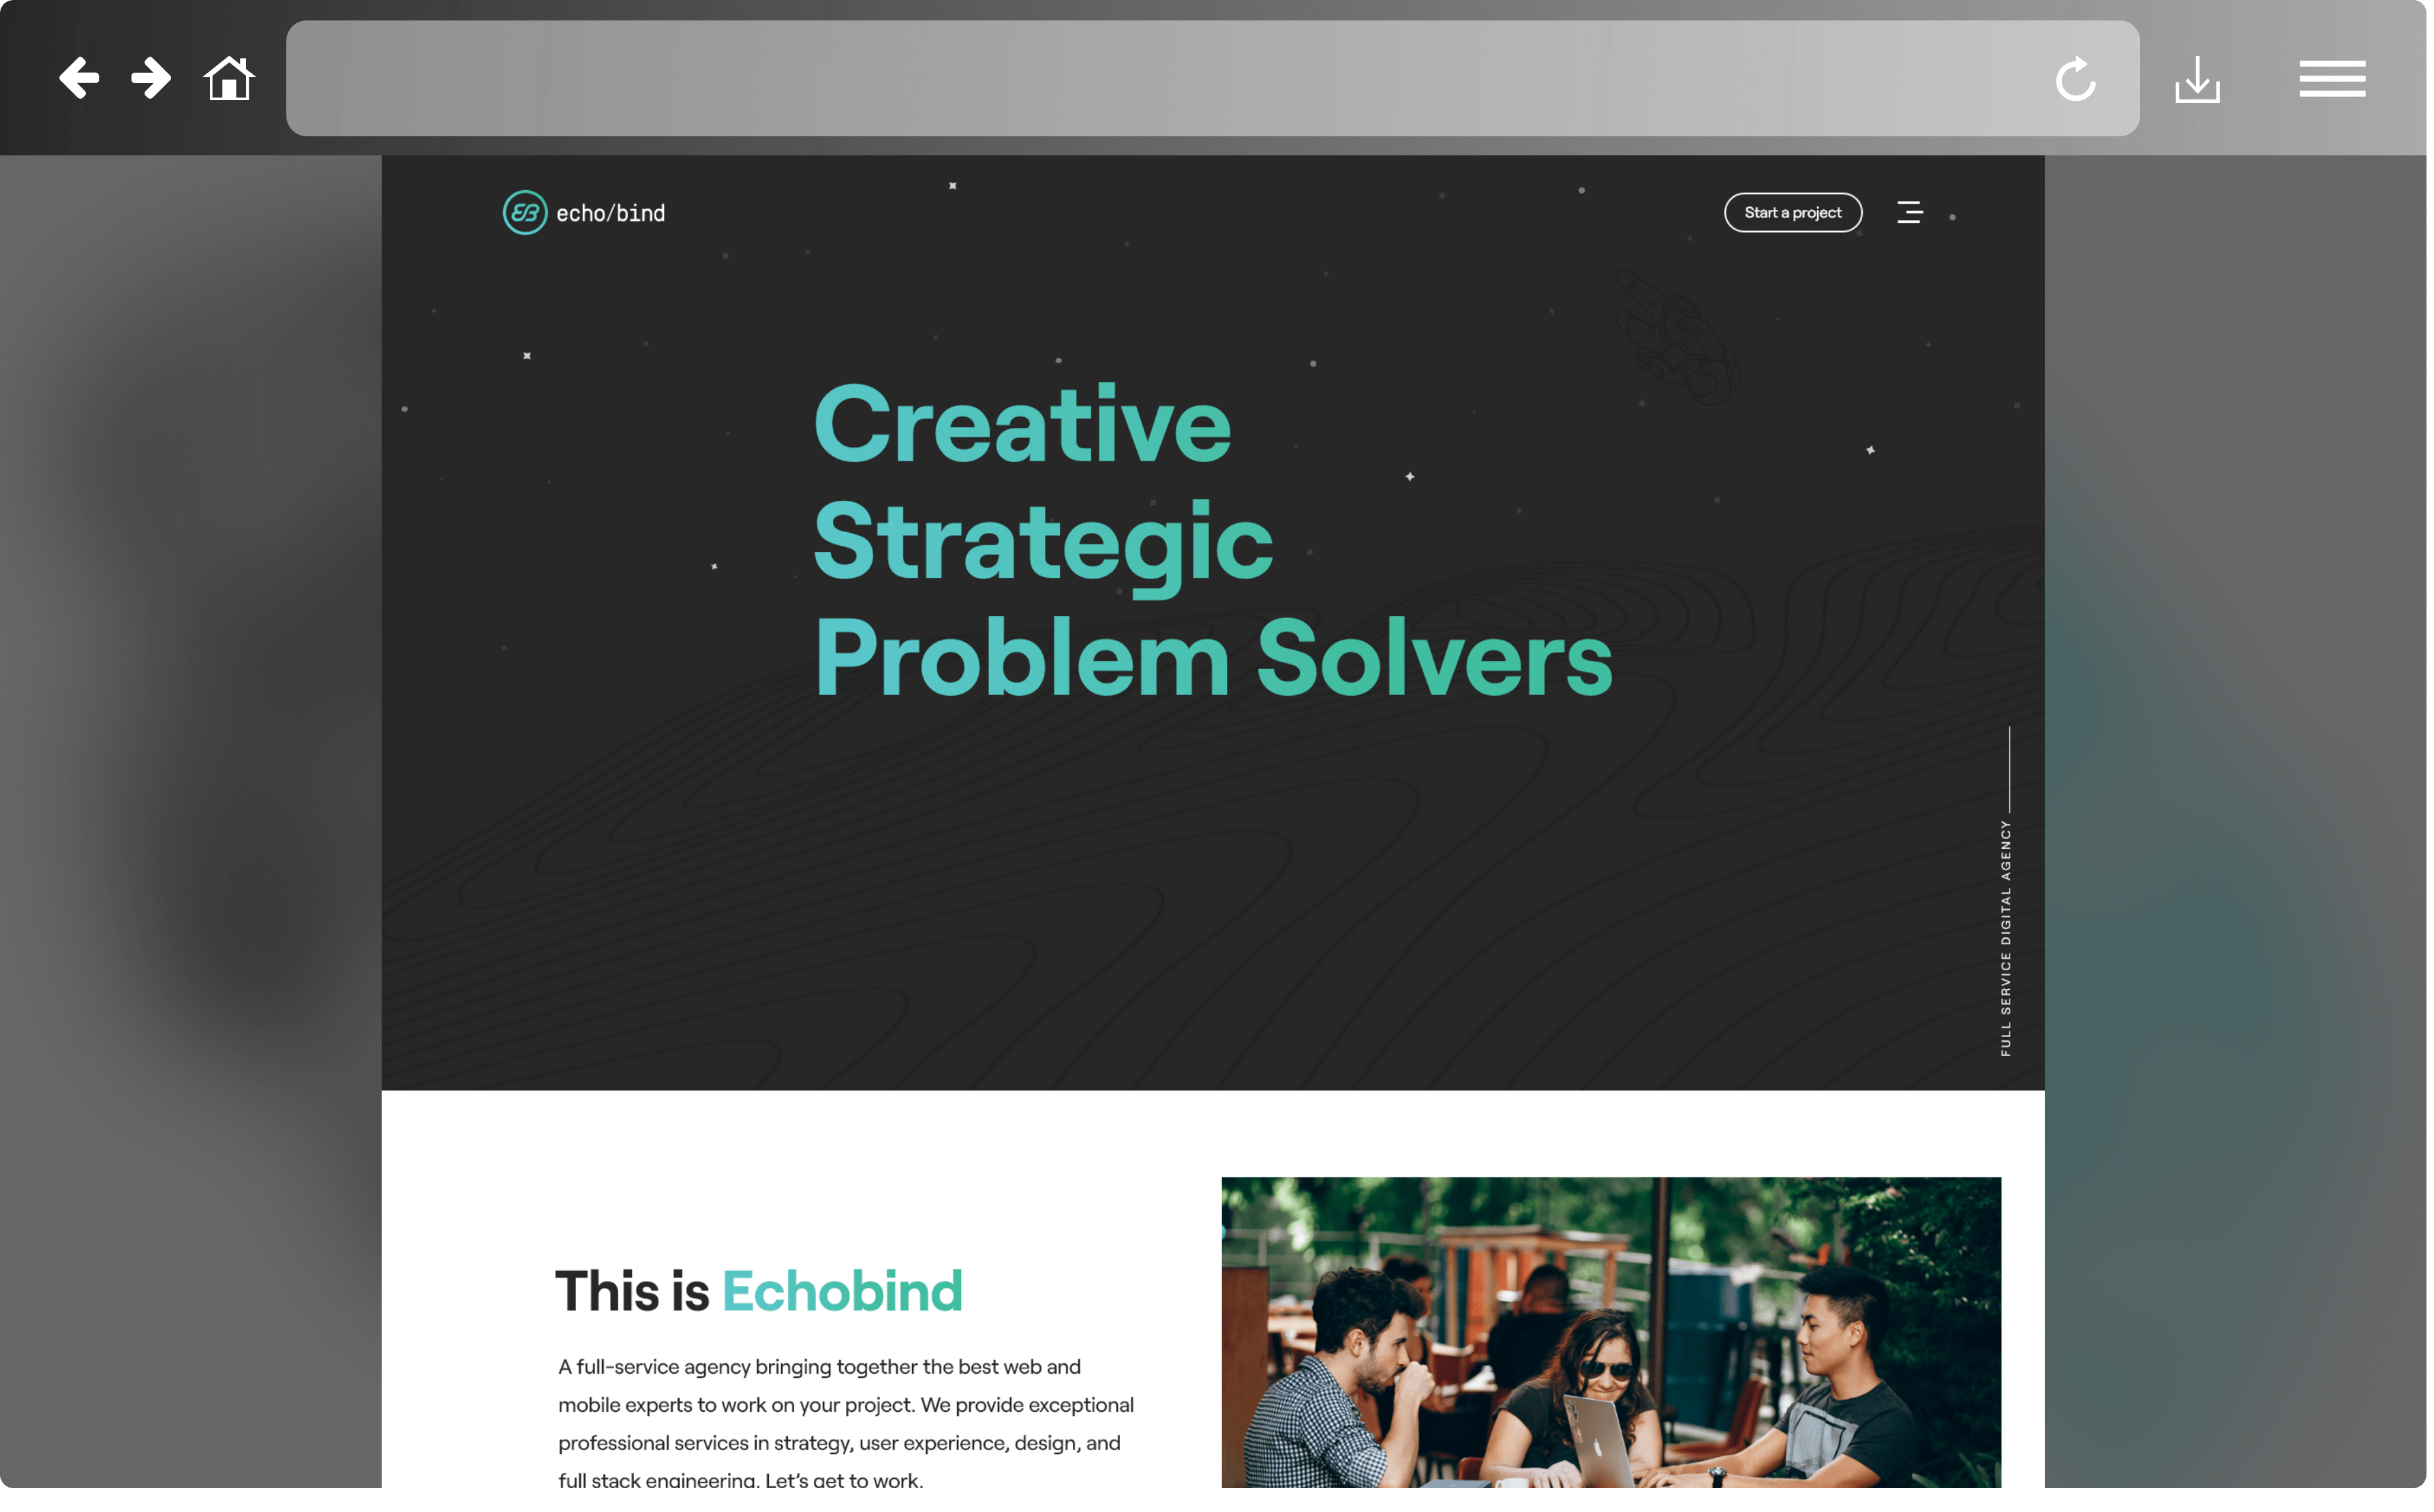 echo/bind
Start a project
Creative
Strategic
Problem Solvers
FULL SERVICE DIGITAL AGENCY
This is Echobind
A full-service agency bringing together the best web and
mobile experts to work on your project. We provide exceptional
professional services in strategy, user experience, design, and
full stack engineering. Let's get to work.